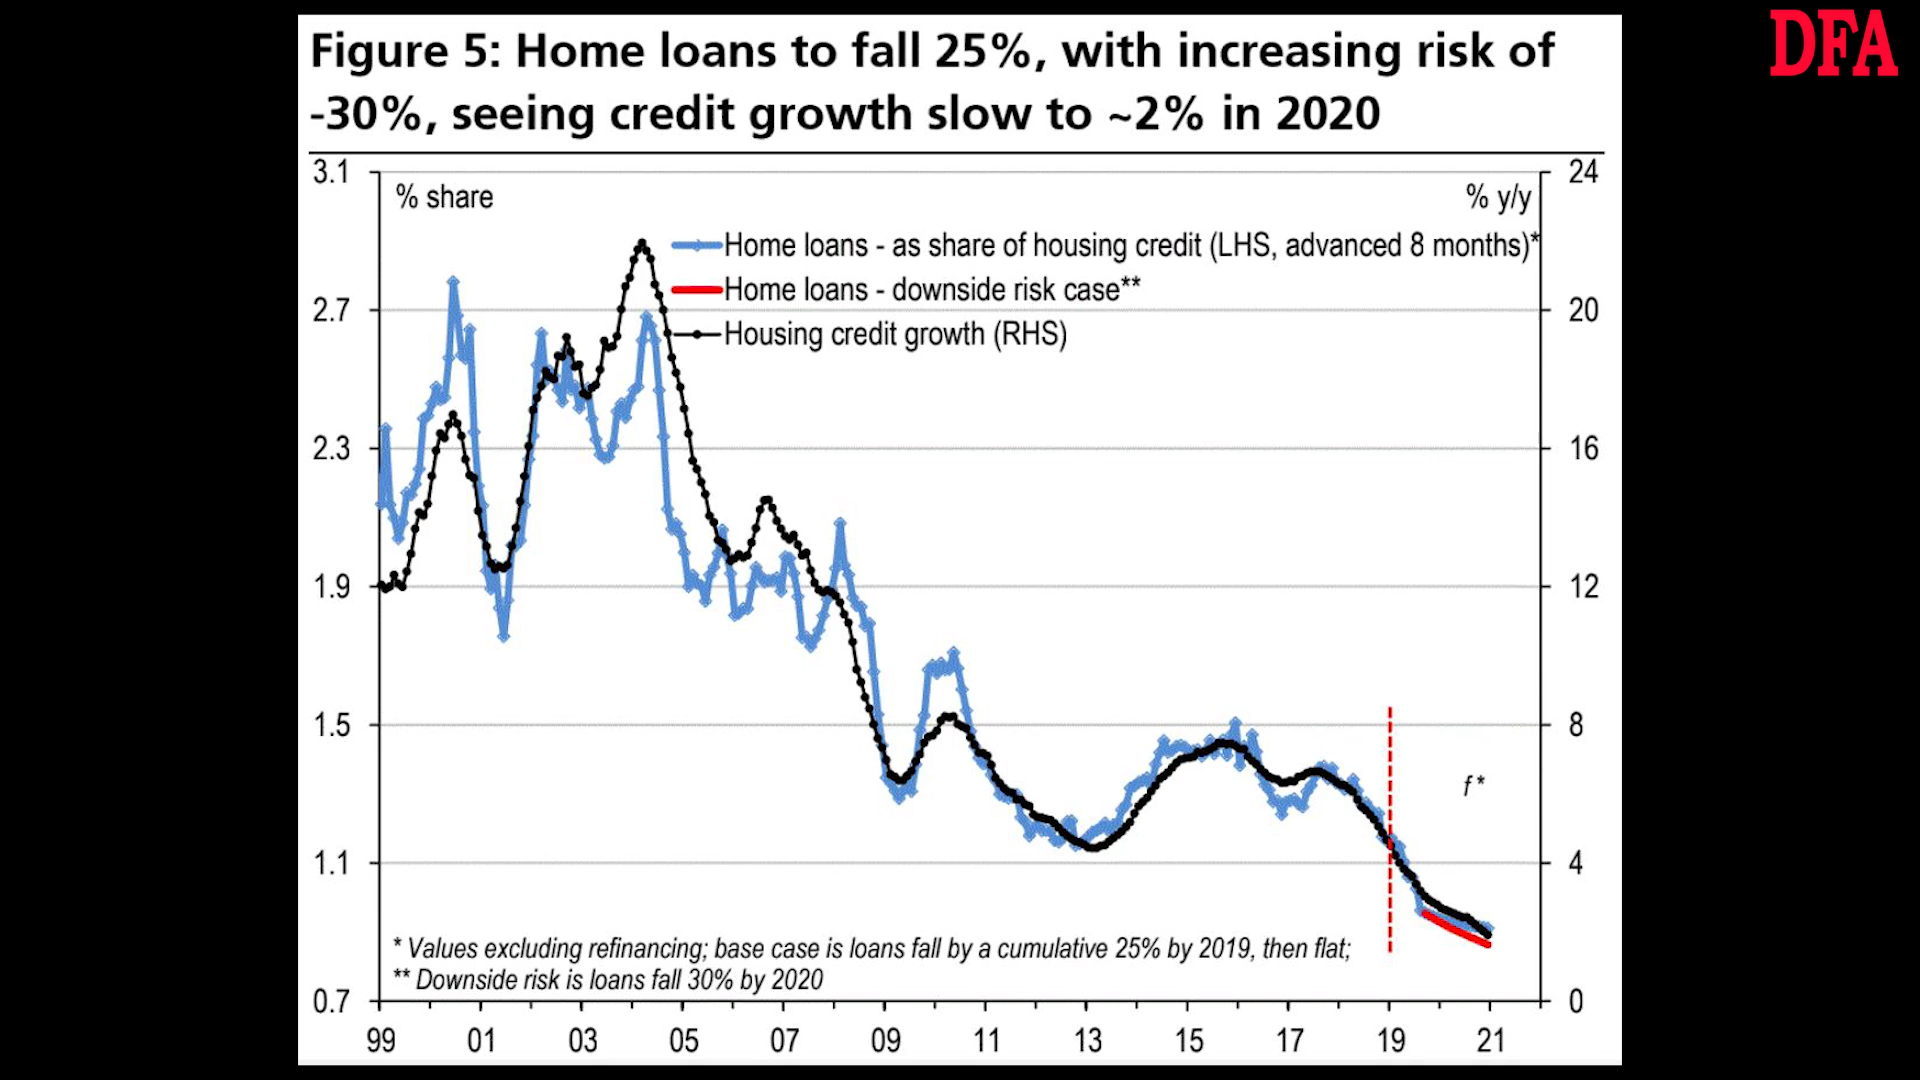 DFA
Figure 5: Home loans to fall 25%, with increasing risk of
-30%, seeing credit growth slow to ~2% in 2020
3.1
24
% share
% y/y
Home loans - as share of housing credit (LHS, advanced 8 months)*
Home loans - downside risk case**
2.7
20
Housing credit growth (RHS)
2.3
16
1.9
12
1.5
8
f *
1.1
4
* Values excluding refinancing; base case is loans fall by a cumulative 25% by 2019, then flat;
** Downside risk is loans fall 30% by 2020
0.7
0
99 01 03 05 07 09 11 13 15 17 19 21